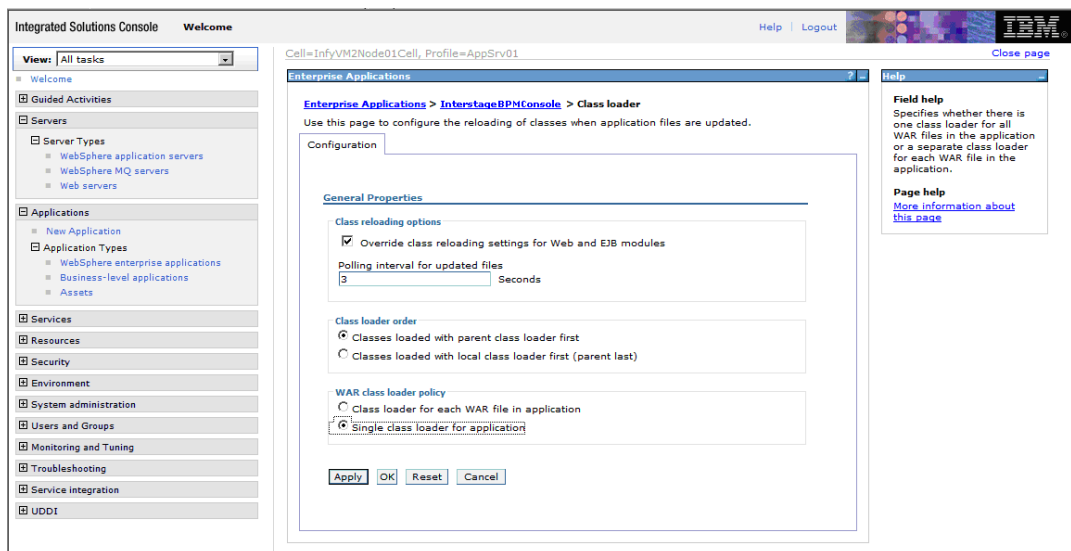 Integrated Solutions Console Welcome Help Logout IBM.
View: All tasks
Cell=InfyVM2Node01Cell, Profile=AppSrv01 Close page
Welcome
Guided Activities
Servers
Server Types
WebSphere application servers
WebSphere MQ servers
Web servers
Applications
New Application
Application Types
WebSphere enterprise applications
Business-level applications
Assets
Services
Resources
Security
Environment
System administration
Users and Groups
Monitoring and Tuning
Troubleshooting
Service integration
UDDI
Enterprise Applications ? -
Enterprise Applications > InterstageBPMConsole > Class loader
Use this page to configure the reloading of classes when application files are updated.
Configuration
General Properties
Class reloading options
Override class reloading settings for Web and EJB modules
Polling interval for updated files
3 Seconds
Class loader order
Classes loaded with parent class loader first
Classes loaded with local class loader first (parent last)
WAR class loader policy
Class loader for each WAR file in application
Single class loader for application
Apply OK Reset Cancel
Help -
Field help
Specifies whether there is
one class loader for all
WAR files in the application
or a separate class loader
for each WAR file in the
application.
Page help
More information about
this page